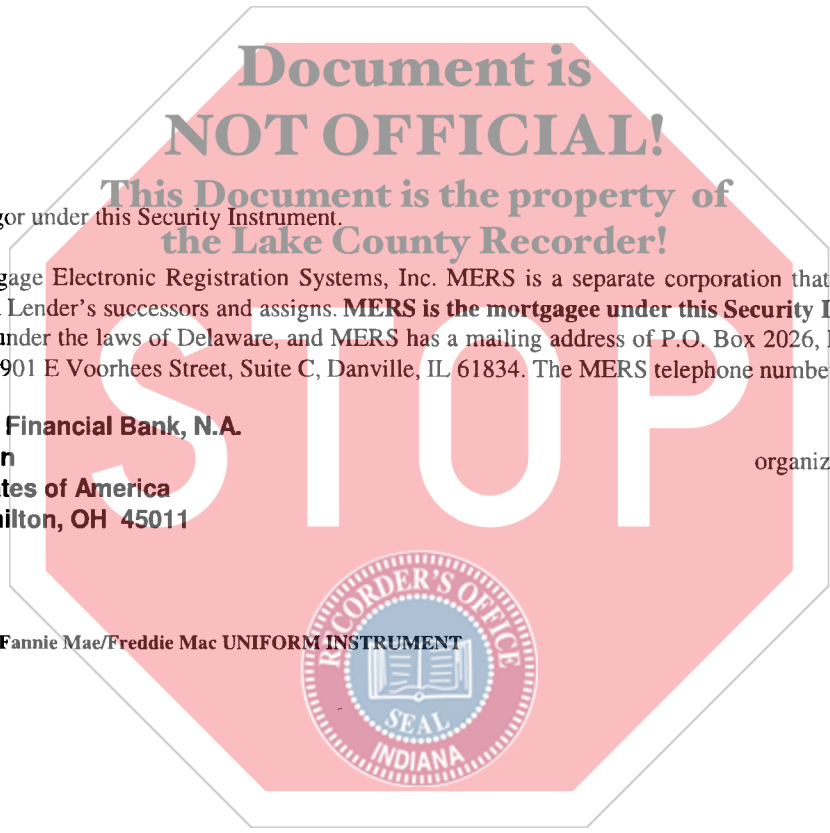 Document is
NOT OFFICIAL!
This Document is the property of
gor under this Security Instrument.
the Lake County Recorder!
gage Electronic Registration Systems, Inc. MERS is a separate corporation that
Lender's successors and assigns. MERS is the mortgagee under this Security I
under the laws of Delaware, and MERS has a mailing address of P.O. Box 2026,
901 E Voorhees Street, Suite C, Danville, IL 61834. The MERS telephone numbe
STOP
Financial Bank, N.A.
n
organiz
tes of America
ilton, OH 45011
RECORDER'S OFFICE
Fannie Mae/Freddie Mac UNIFORM INSTRUMENT
SEAL
INDIANA